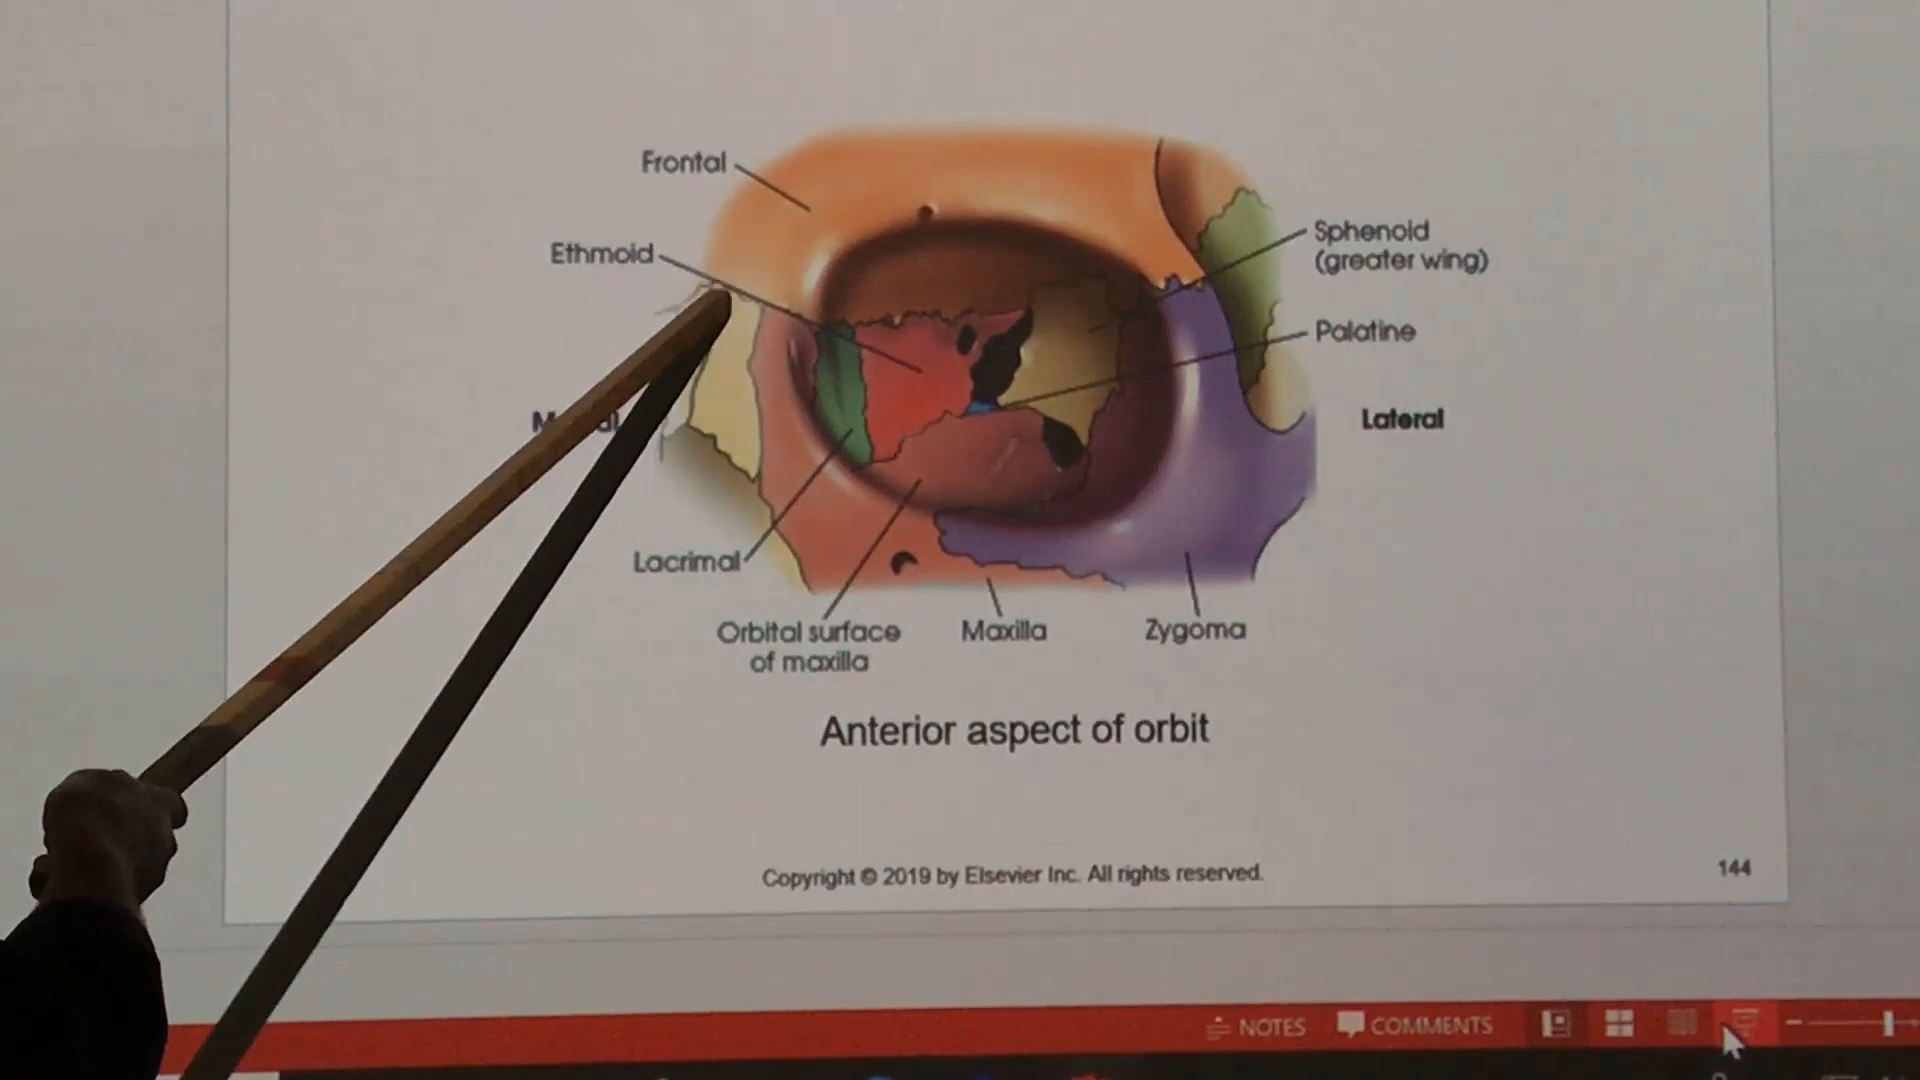 Frontal
Ethmoid
Sphenoid
(greater wing)
Palatine
Lateral
Lacrimal
Orbital surface
of maxilla
Maxilla
Zygoma
Anterior aspect of orbit
Copyright © 2019 by Elsevier Inc. All rights reserved.
144
NOTES
COMMENTS